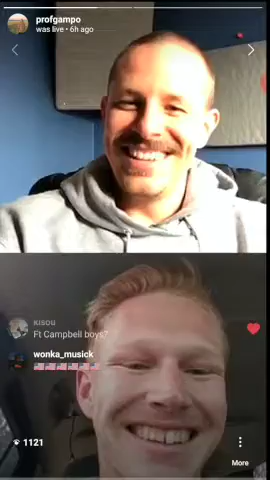 profgampo
was live • 6h ago
KISOU
Ft Campbell boys?
wonka_musick
🇺🇸🇺🇸🇺🇸🇺🇸🇺🇸
1121
More